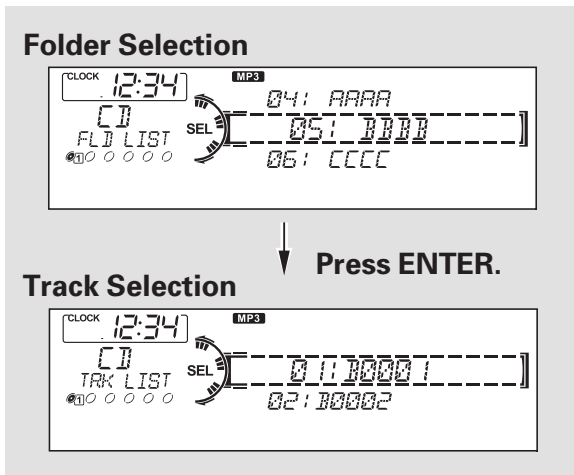 Folder Selection
CLOCK 12:34 MP3
04: AAAA
CD SEL 05: BBBB
FLD LIST
06: CCCC
1
Press ENTER.
Track Selection
CLOCK 12:34 MP3
CD SEL 01:B0001
TRK LIST
02:B0002
1